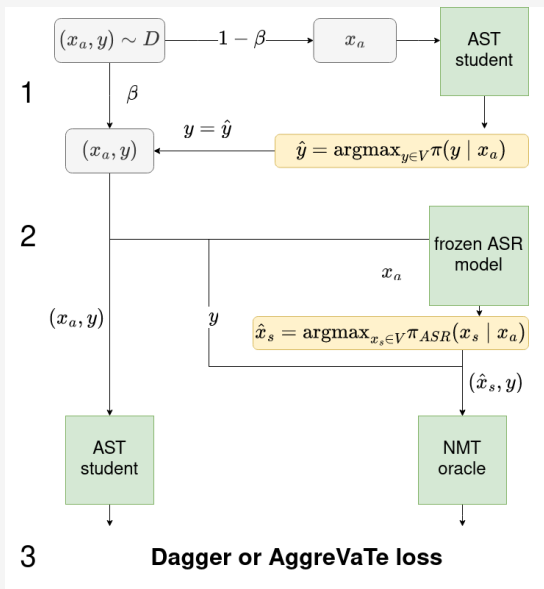 (x_a, y) ∼ D
1 − β
x_a
AST
student
1
β
y = ŷ
(x_a, y)
ŷ = argmax_{y∈V} π(y | x_a)
2
frozen ASR
model
x_a
(x_a, y)
y
x̂_s = argmax_{x_s∈V} π_{ASR}(x_s | x_a)
(x̂_s, y)
AST
student
NMT
oracle
3
Dagger or AggreVaTe loss